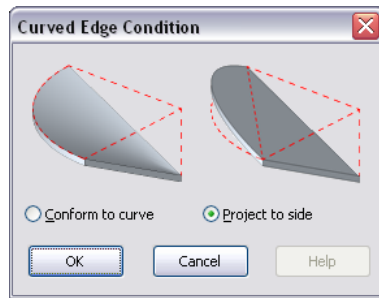 Curved Edge Condition
Conform to curve
Project to side
OK
Cancel
Help